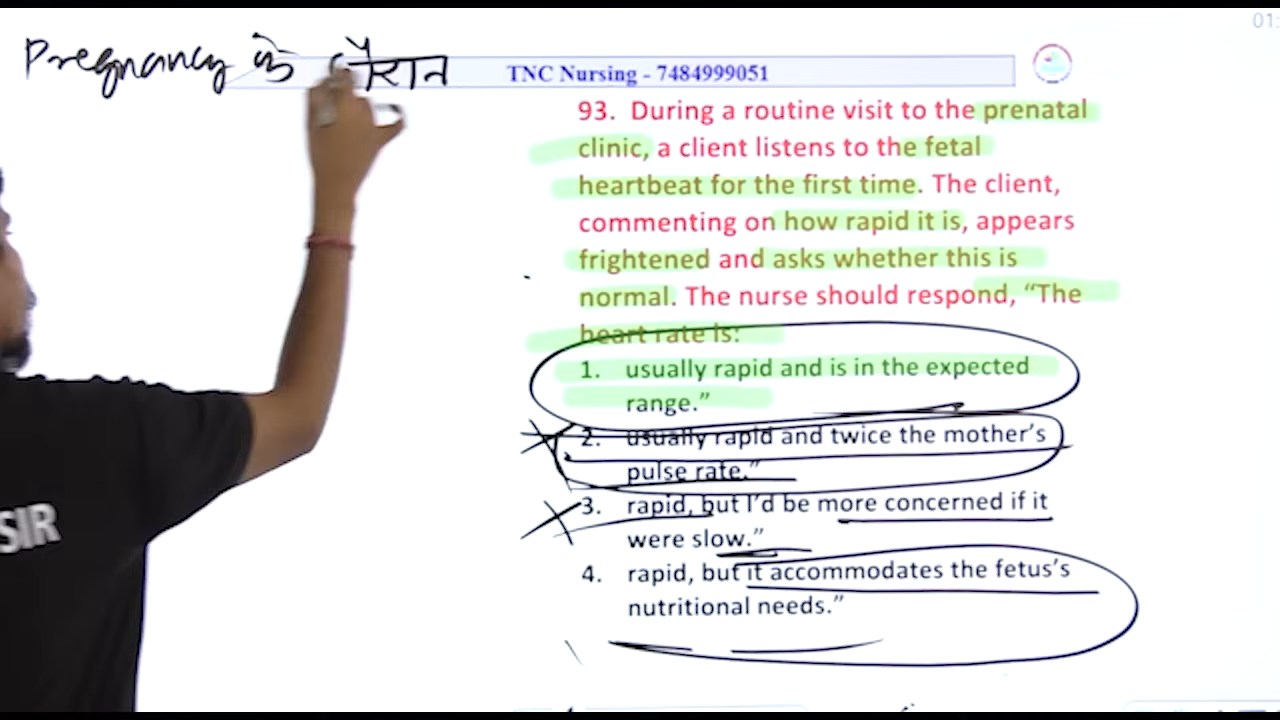 01:
Pregnancy के दौरान
TNC Nursing - 7484999051
93. During a routine visit to the prenatal
clinic, a client listens to the fetal
heartbeat for the first time. The client,
commenting on how rapid it is, appears
frightened and asks whether this is
normal. The nurse should respond, “The
heart rate is:
1. usually rapid and is in the expected
range.”
2. usually rapid and twice the mother’s
pulse rate.”
3. rapid, but I’d be more concerned if it
were slow.”
4. rapid, but it accommodates the fetus’s
nutritional needs.”
SIR